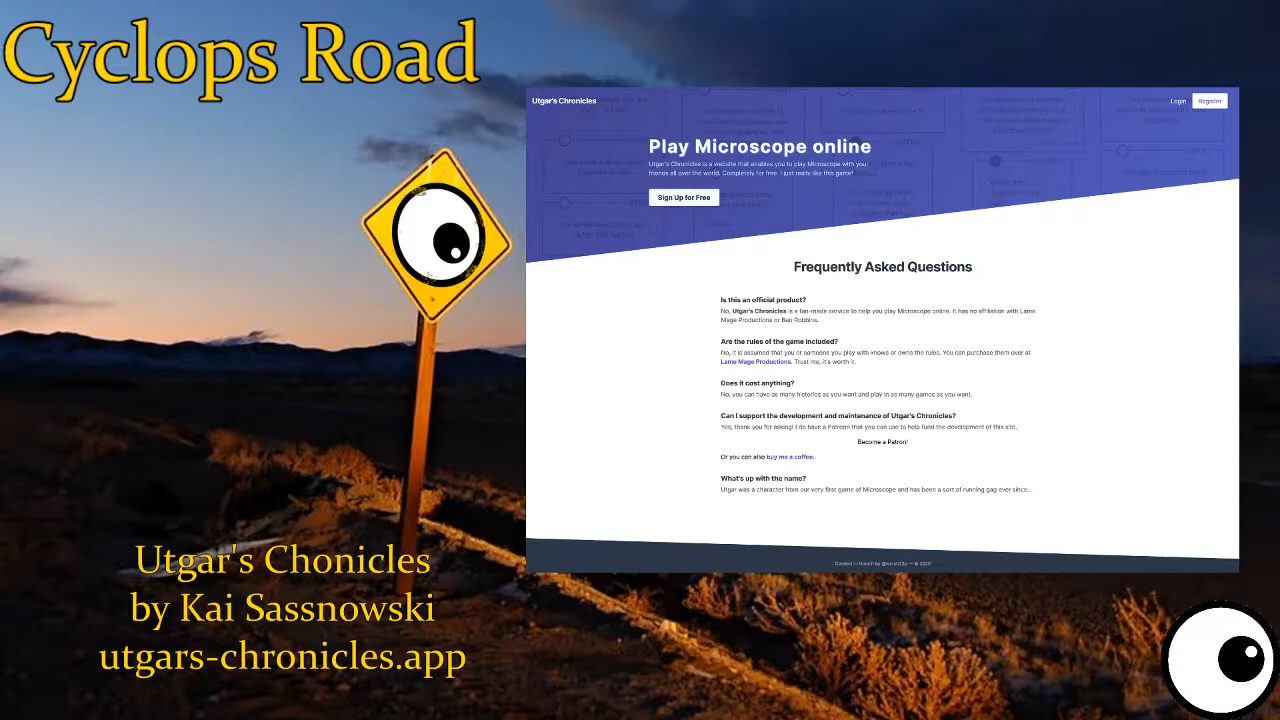 Cyclops Road
Utgar's Chronicles
Login
Register
Play Microscope online
Utgar's Chronicles is a website that enables you to play Microscope with your
friends all over the world. Completely for free. I just really like this game!
Sign Up for Free
Frequently Asked Questions
Is this an official product?
No, Utgar's Chronicles is a fan-made service to help you play Microscope online. It has no affiliation with Lame
Mage Productions or Ben Robbins.
Are the rules of the game included?
No, it is assumed that you or someone you play with knows or owns the rules. You can purchase them over at
Lame Mage Productions. Trust me, it's worth it.
Does it cost anything?
No, you can have as many histories as you want and play in as many games as you want.
Can I support the development and maintenance of Utgar's Chronicles?
Yes, thank you for asking! I do have a Patreon that you can use to help fund the development of this site.
Become a Patron!
Or you can also buy me a coffee.
What's up with the name?
Utgar was a character from our very first game of Microscope and has been a sort of running gag ever since.
Created in Munich by — © 2020
Utgar's Chonicles
by Kai Sassnowski
utgars-chronicles.app